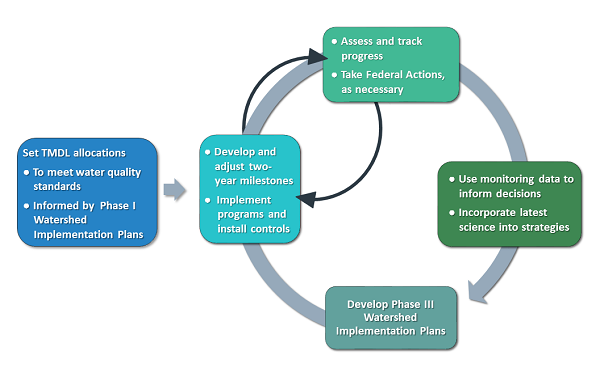 Set TMDL allocations
● To meet water quality
standards
● Informed by Phase I
Watershed
Implementation Plans
● Develop and
adjust two-
year milestones
● Implement
programs and
install controls
● Assess and track
progress
● Take Federal Actions,
as necessary
● Use monitoring data to
inform decisions
● Incorporate latest
science into strategies
Develop Phase III
Watershed
Implementation Plans